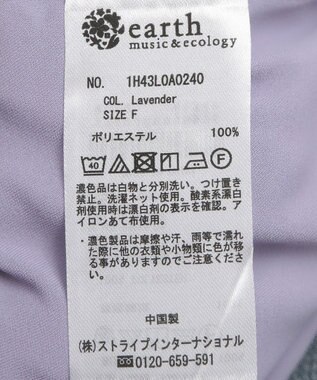 earth
music&ecology
NO. 1H43L0A0240
COL. Lavender
SIZE F
ポリエステル 100%
40 F
濃色品は白物と分別洗い。つけ置き
禁止。洗濯ネット使用。酸素系漂白
剤使用時は漂白剤の表示を確認。ア
イロンあて布使用。
・濃色製品は摩擦や汗、雨等で濡れ
た際に他の衣類や小物類に色が移
る事がありますのでご注意くださ
い。
中国製
(株)ストライプインターナショナル
0120-659-591